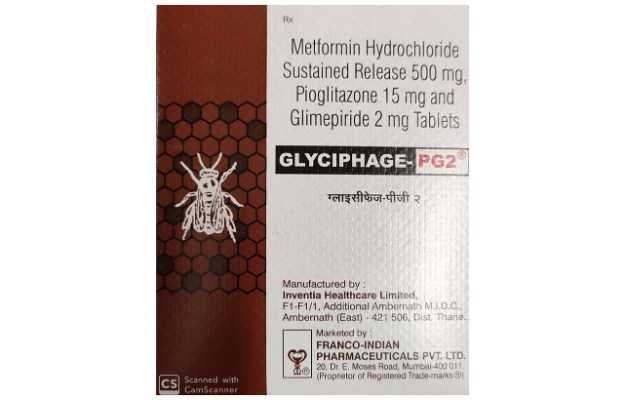 Rx
Metformin Hydrochloride
Sustained Release 500 mg,
Pioglitazone 15 mg and
Glimepiride 2 mg Tablets
GLYCIPHAGE-PG2®
ग्लाइसीफेज-पीजी २
Manufactured by :
Inventia Healthcare Limited,
F1-F1/1, Additional Ambernath M.I.D.C.,
Ambernath (East) - 421 506, Dist. Thane.
Marketed by :
FRANCO-INDIAN
PHARMACEUTICALS PVT. LTD.
20, Dr. E. Moses Road, Mumbai-400 011.
(Proprietor of Registered Trade-marks ®)
CS Scanned with
CamScanner